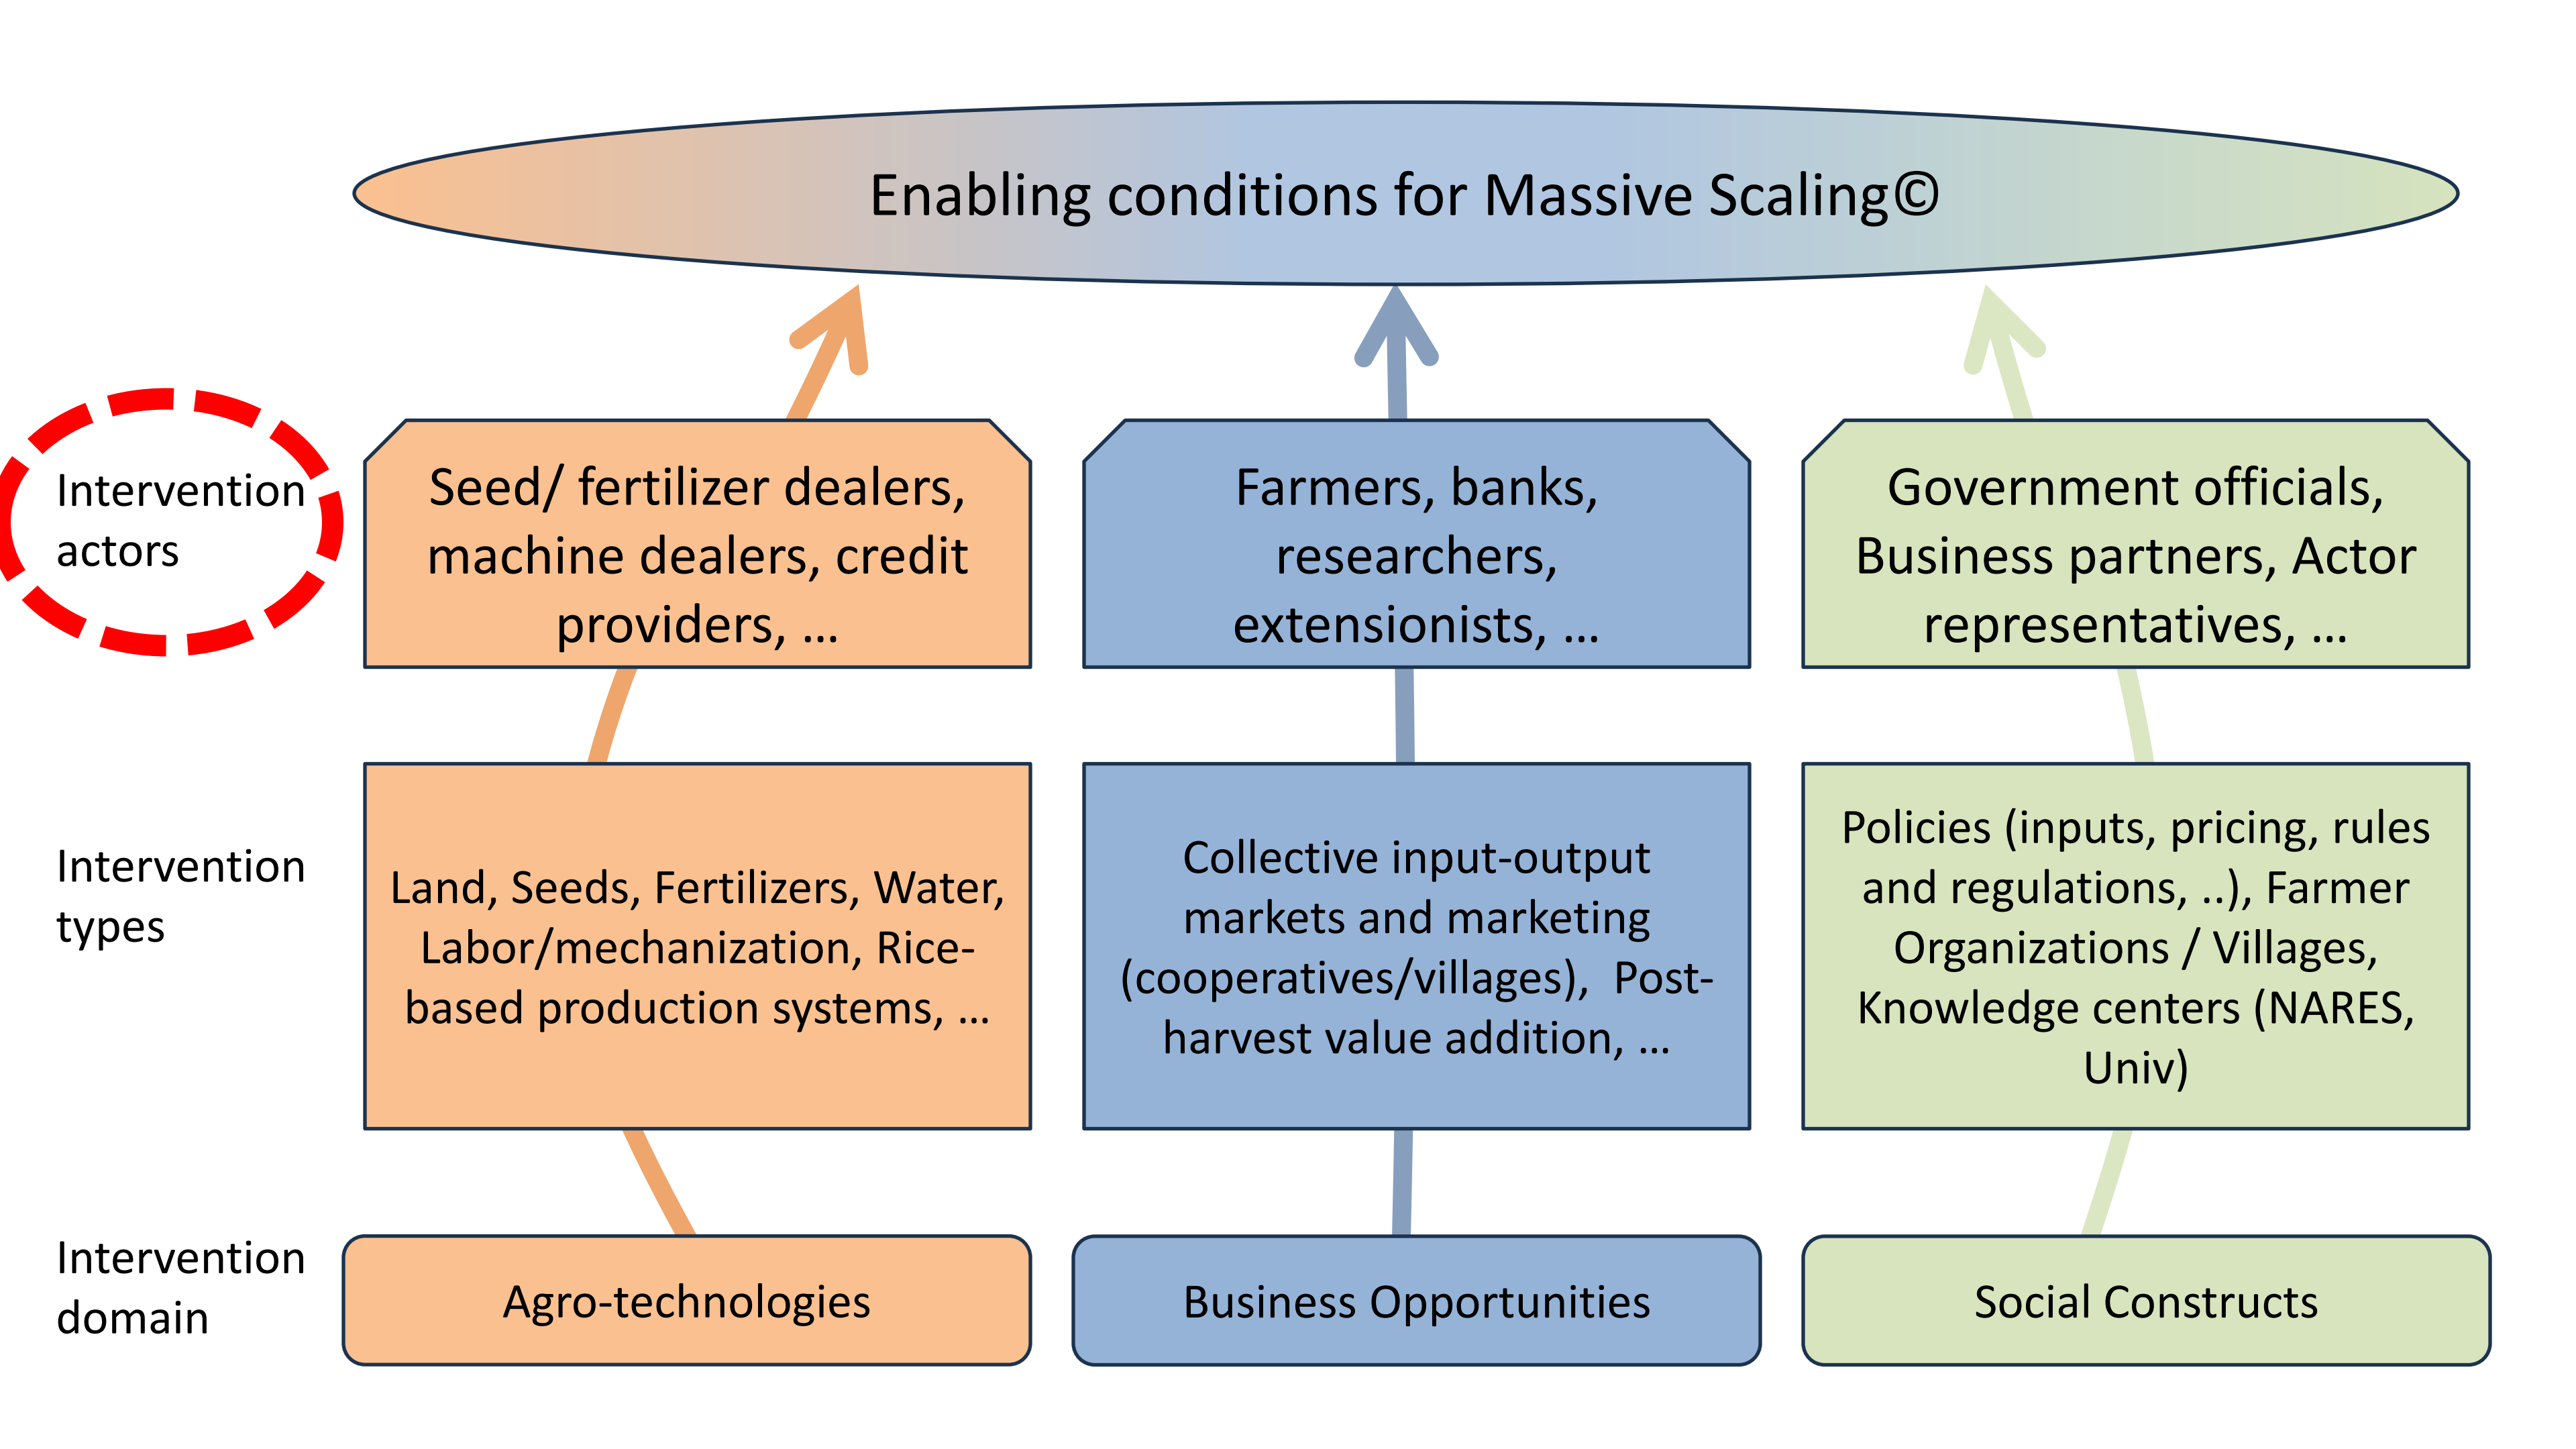 Enabling conditions for Massive Scaling©
Intervention
actors
Seed/ fertilizer dealers,
machine dealers, credit
providers, ...
Farmers, banks,
researchers,
extensionists, ...
Government officials,
Business partners, Actor
representatives, ...
Intervention
types
Land, Seeds, Fertilizers, Water,
Labor/mechanization, Rice-
based production systems, ...
Collective input-output
markets and marketing
(cooperatives/villages),  Post-
harvest value addition, ...
Policies (inputs, pricing, rules
and regulations, ..), Farmer
Organizations / Villages,
Knowledge centers (NARES,
Univ)
Intervention
domain
Agro-technologies
Business Opportunities
Social Constructs